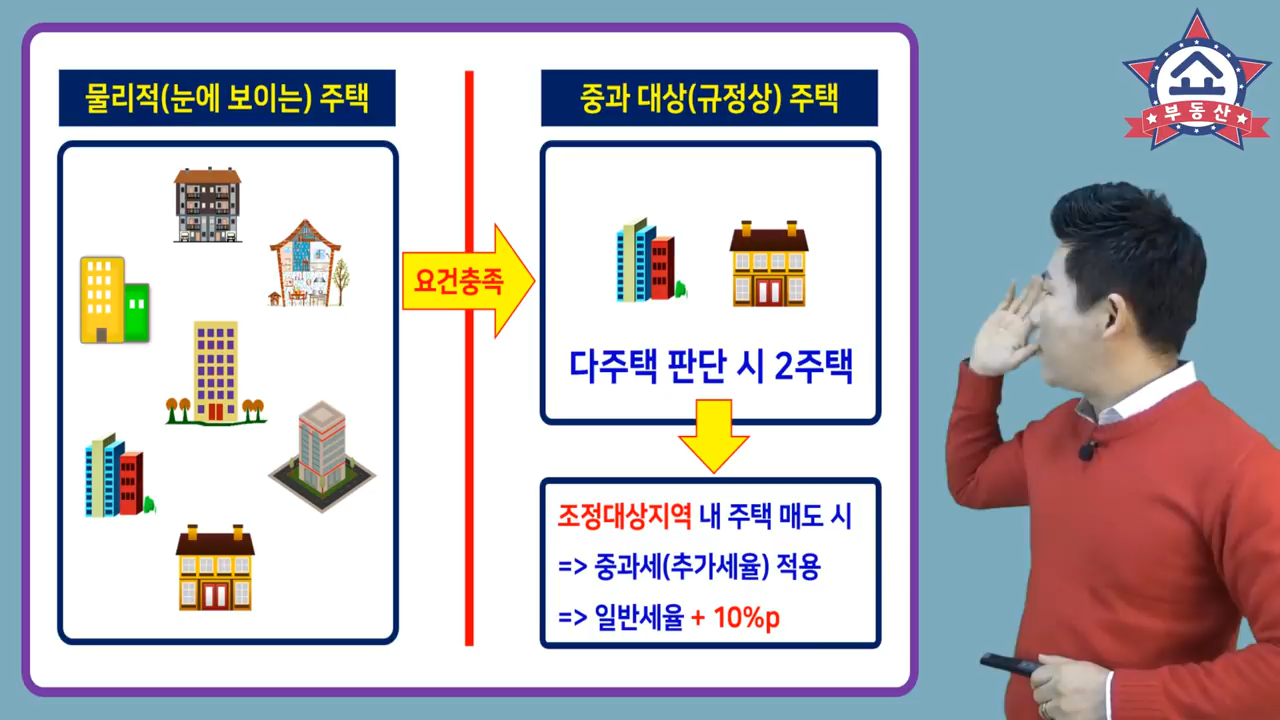 물리적(눈에 보이는) 주택
중과 대상(규정상) 주택
요건충족
다주택 판단 시 2주택
조정대상지역 내 주택 매도 시
=> 중과세(추가세율) 적용
=> 일반세율 + 10%p
쇼
부동산